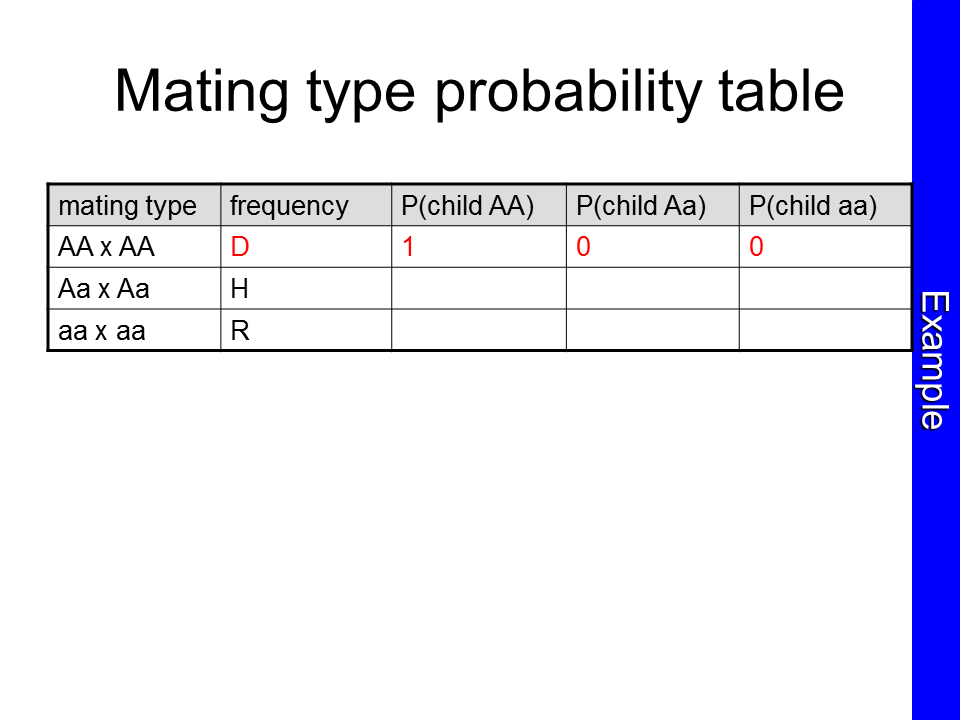 Mating type probability table
mating type frequency P(child AA) P(child Aa) P(child aa)
AA x AA D 1 0 0
Aa x Aa H
aa x aa R
Example